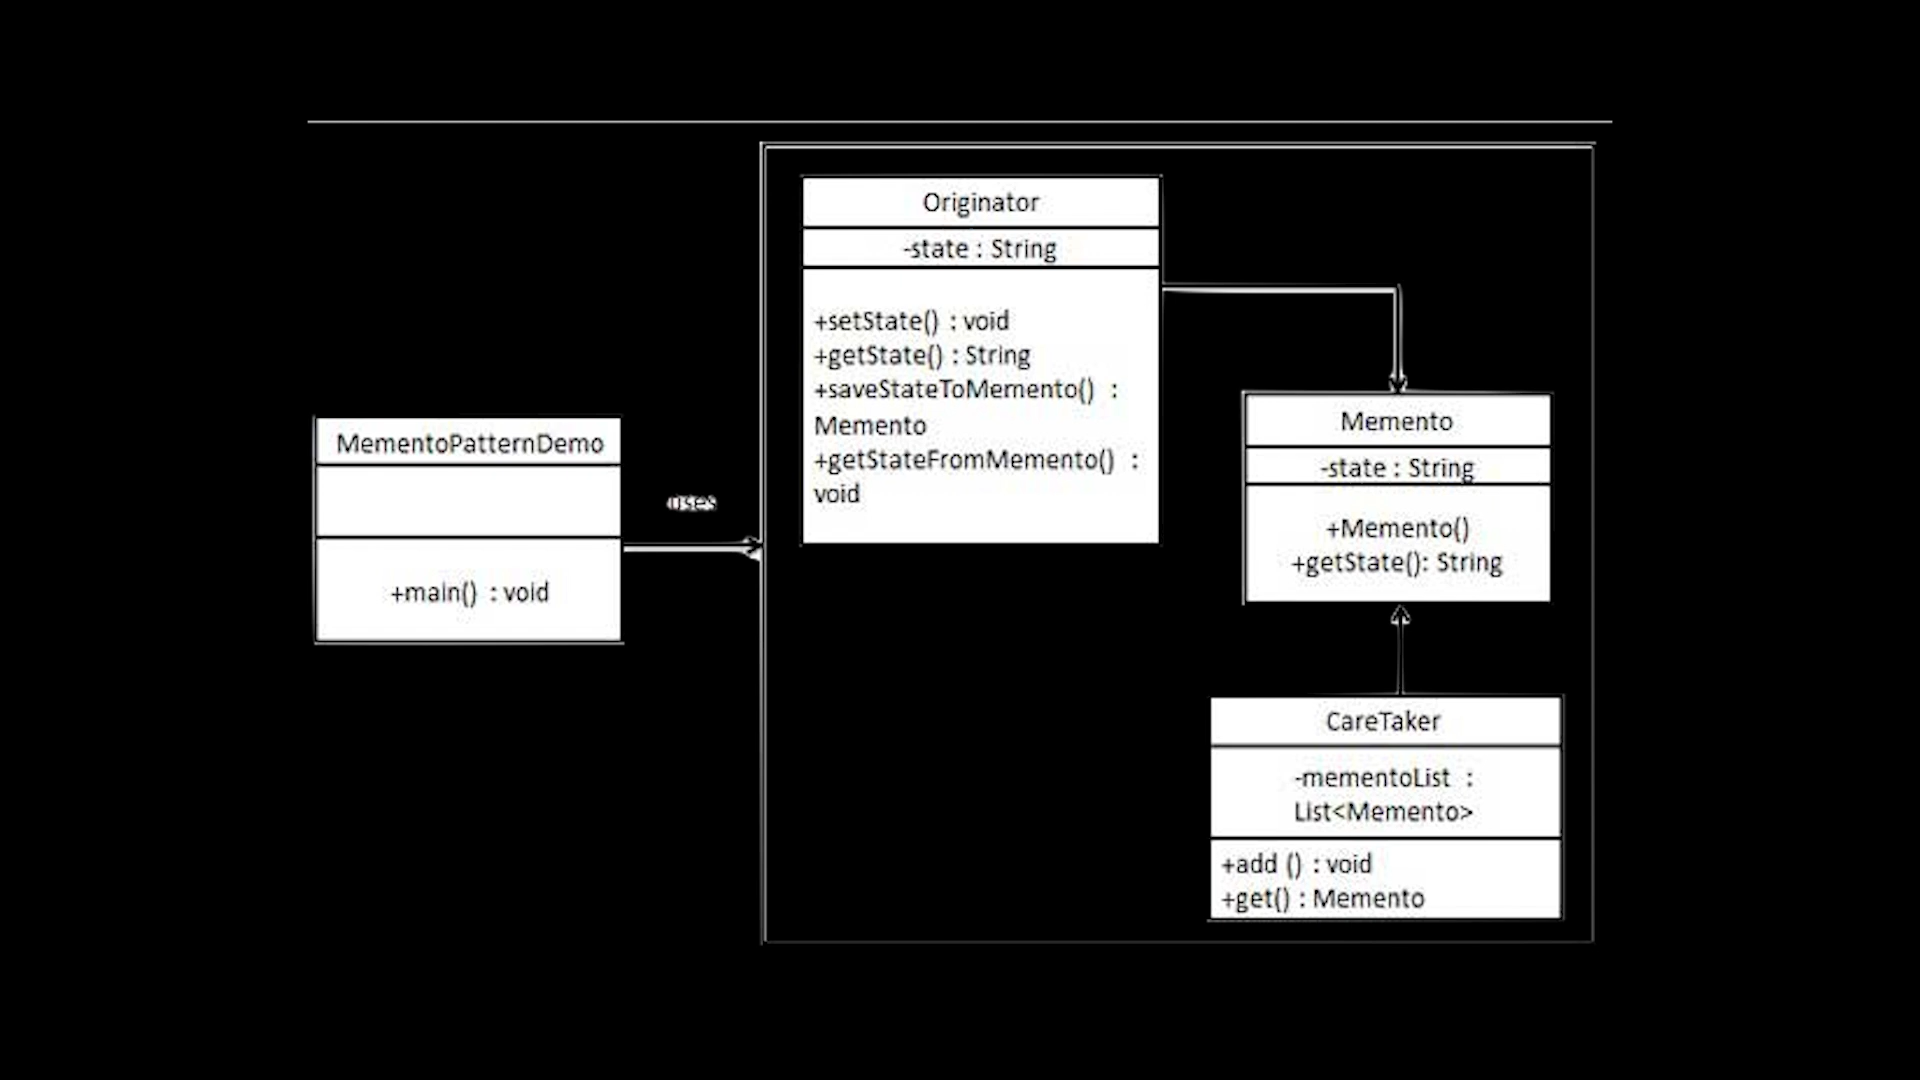 Originator
-state : String
+setState() : void
+getState() : String
+saveStateToMemento() :
Memento
+getStateFromMemento() :
void
MementoPatternDemo
+main() : void
uses
Memento
-state : String
+Memento()
+getState(): String
CareTaker
-mementoList :
List<Memento>
+add () : void
+get() : Memento